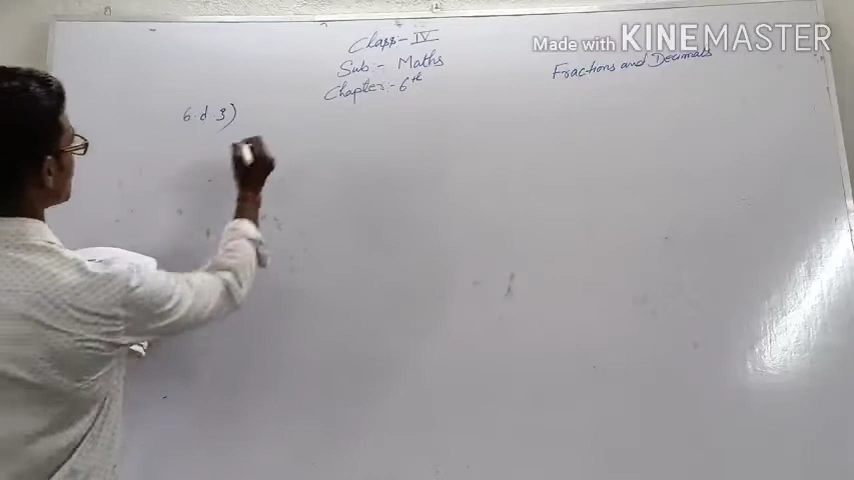 Class-IV
Sub:- Maths
Chapter:- 6th
Fractions and Decimals
Made with KINEMASTER
6.d.3)